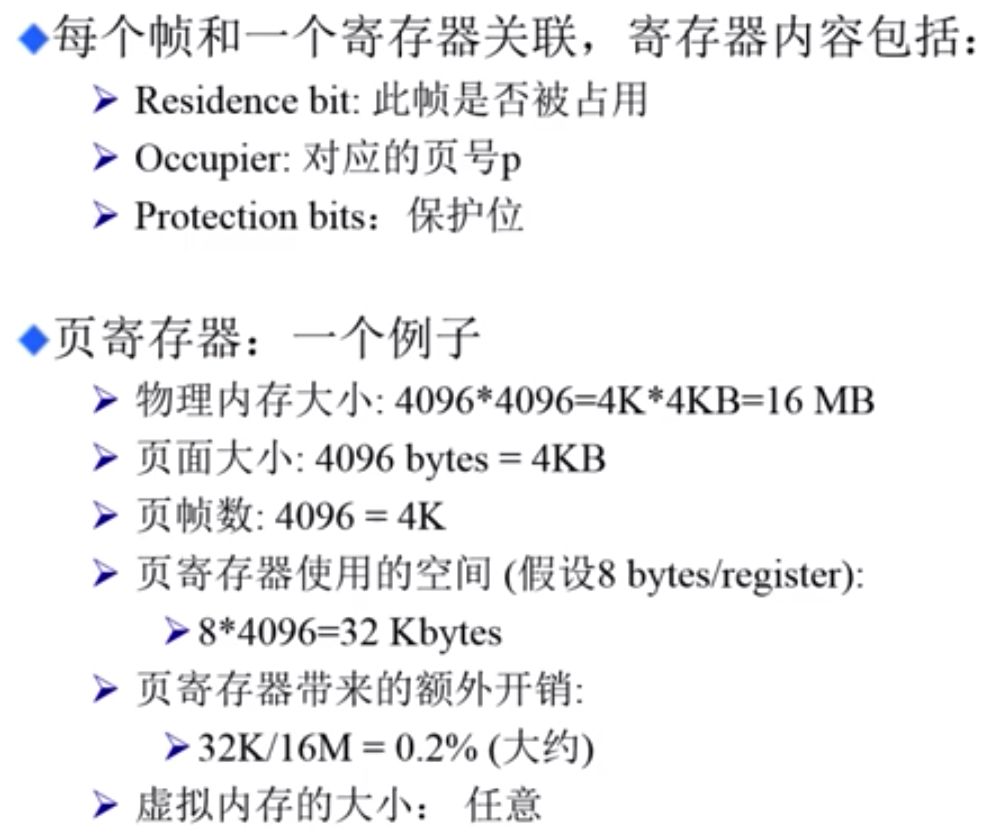 每个帧和一个寄存器关联，寄存器内容包括：
Residence bit: 此帧是否被占用
Occupier: 对应的页号p
Protection bits：保护位
页寄存器：一个例子
物理内存大小: 4096*4096=4K*4KB=16 MB
页面大小: 4096 bytes = 4KB
页帧数: 4096 = 4K
页寄存器使用的空间 (假设8 bytes/register):
8*4096=32 Kbytes
页寄存器带来的额外开销:
32K/16M = 0.2% (大约)
虚拟内存的大小： 任意